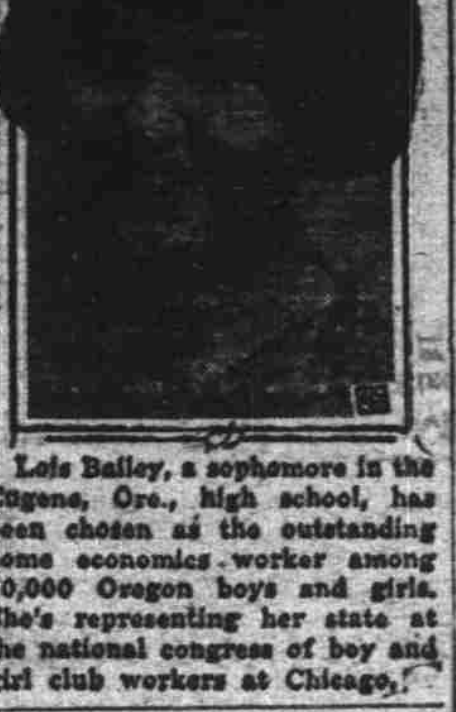 Lois Bailey, a sophomore in the
Eugene, Ore., high school, has
een chosen as the outstanding
ome economics worker among
0,000 Oregon boys and girls.
he's representing her state at
he national congress of boy and
irl club workers at Chicago.